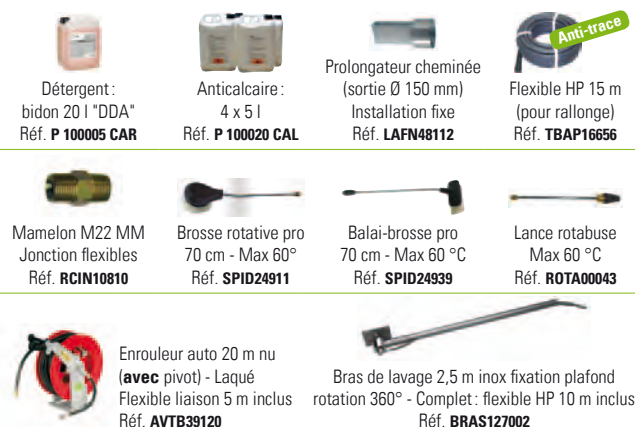 Détergent :
bidon 20 l "DDA"
Réf. P 100005 CAR
Anticalcaire :
4 x 5 l
Réf. P 100020 CAL
Prolongateur cheminée
(sortie Ø 150 mm)
Installation fixe
Réf. LAFN48112
Anti-trace
Flexible HP 15 m
(pour rallonge)
Réf. TBAP16656
Mamelon M22 MM
Jonction flexibles
Réf. RCIN10810
Brosse rotative pro
70 cm - Max 60°
Réf. SPID24911
Balai-brosse pro
70 cm - Max 60 °C
Réf. SPID24939
Lance rotabuse
Max 60 °C
Réf. ROTA00043
Enrouleur auto 20 m nu
(avec pivot) - Laqué
Flexible liaison 5 m inclus
Réf. AVTB39120
Bras de lavage 2,5 m inox fixation plafond
rotation 360° - Complet : flexible HP 10 m inclus
Réf. BRAS127002